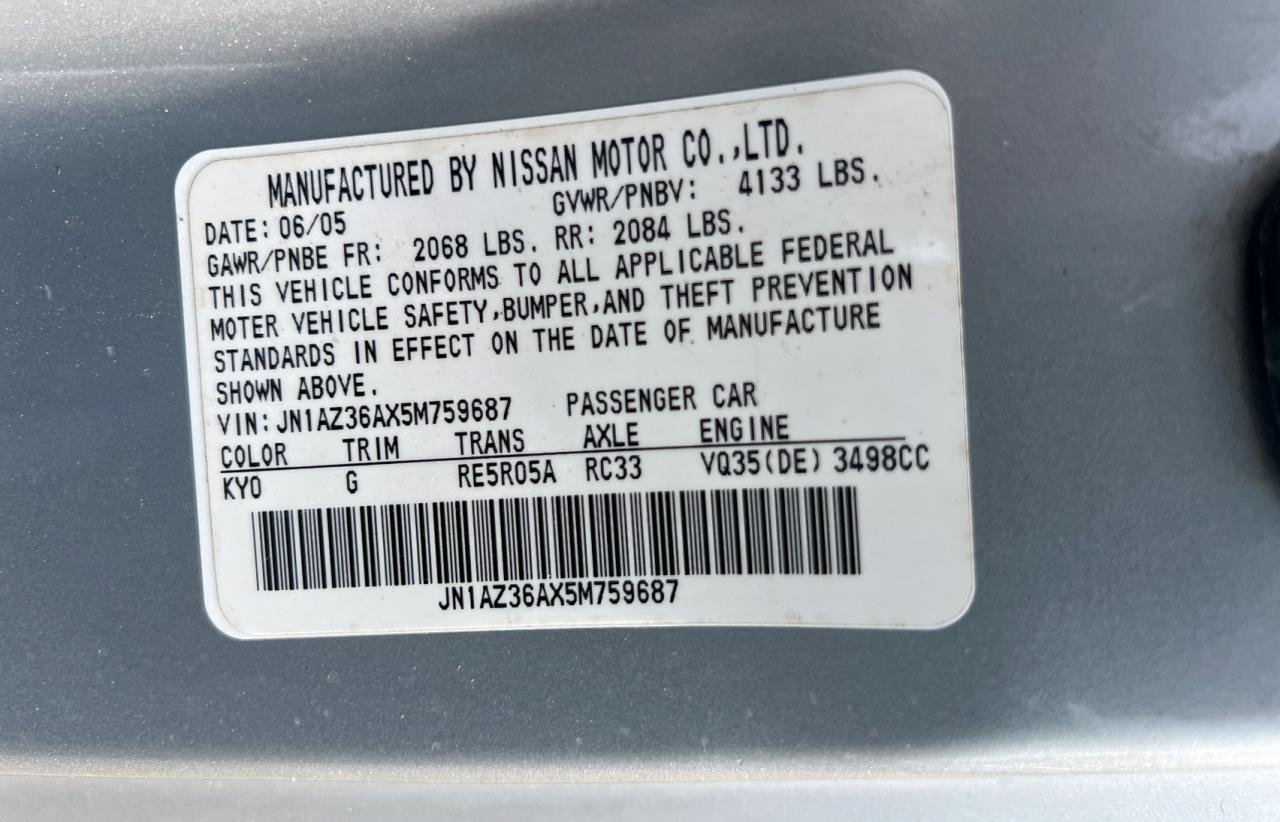 MANUFACTURED BY NISSAN MOTOR CO.,LTD.
DATE: 06/05 GVWR/PNBV: 4133 LBS.
GAWR/PNBE FR: 2068 LBS. RR: 2084 LBS.
THIS VEHICLE CONFORMS TO ALL APPLICABLE FEDERAL
MOTER VEHICLE SAFETY,BUMPER,AND THEFT PREVENTION
STANDARDS IN EFFECT ON THE DATE OF MANUFACTURE
SHOWN ABOVE.
VIN: JN1AZ36AX5M759687 PASSENGER CAR
COLOR TRIM TRANS AXLE ENGINE
KY0 G RE5R05A RC33 VQ35(DE) 3498CC
JN1AZ36AX5M759687